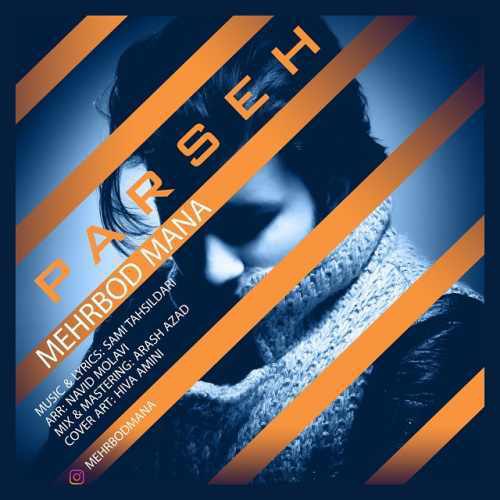 PARSEH
MEHRBOD MANA
MUSIC & LYRICS: SAMI TAHSILDARI
ARR: NAVID MOLAVI
MIX & MASTERING: ARASH AZAD
COVER ART: HIVA AMINI
MEHRBODMANA